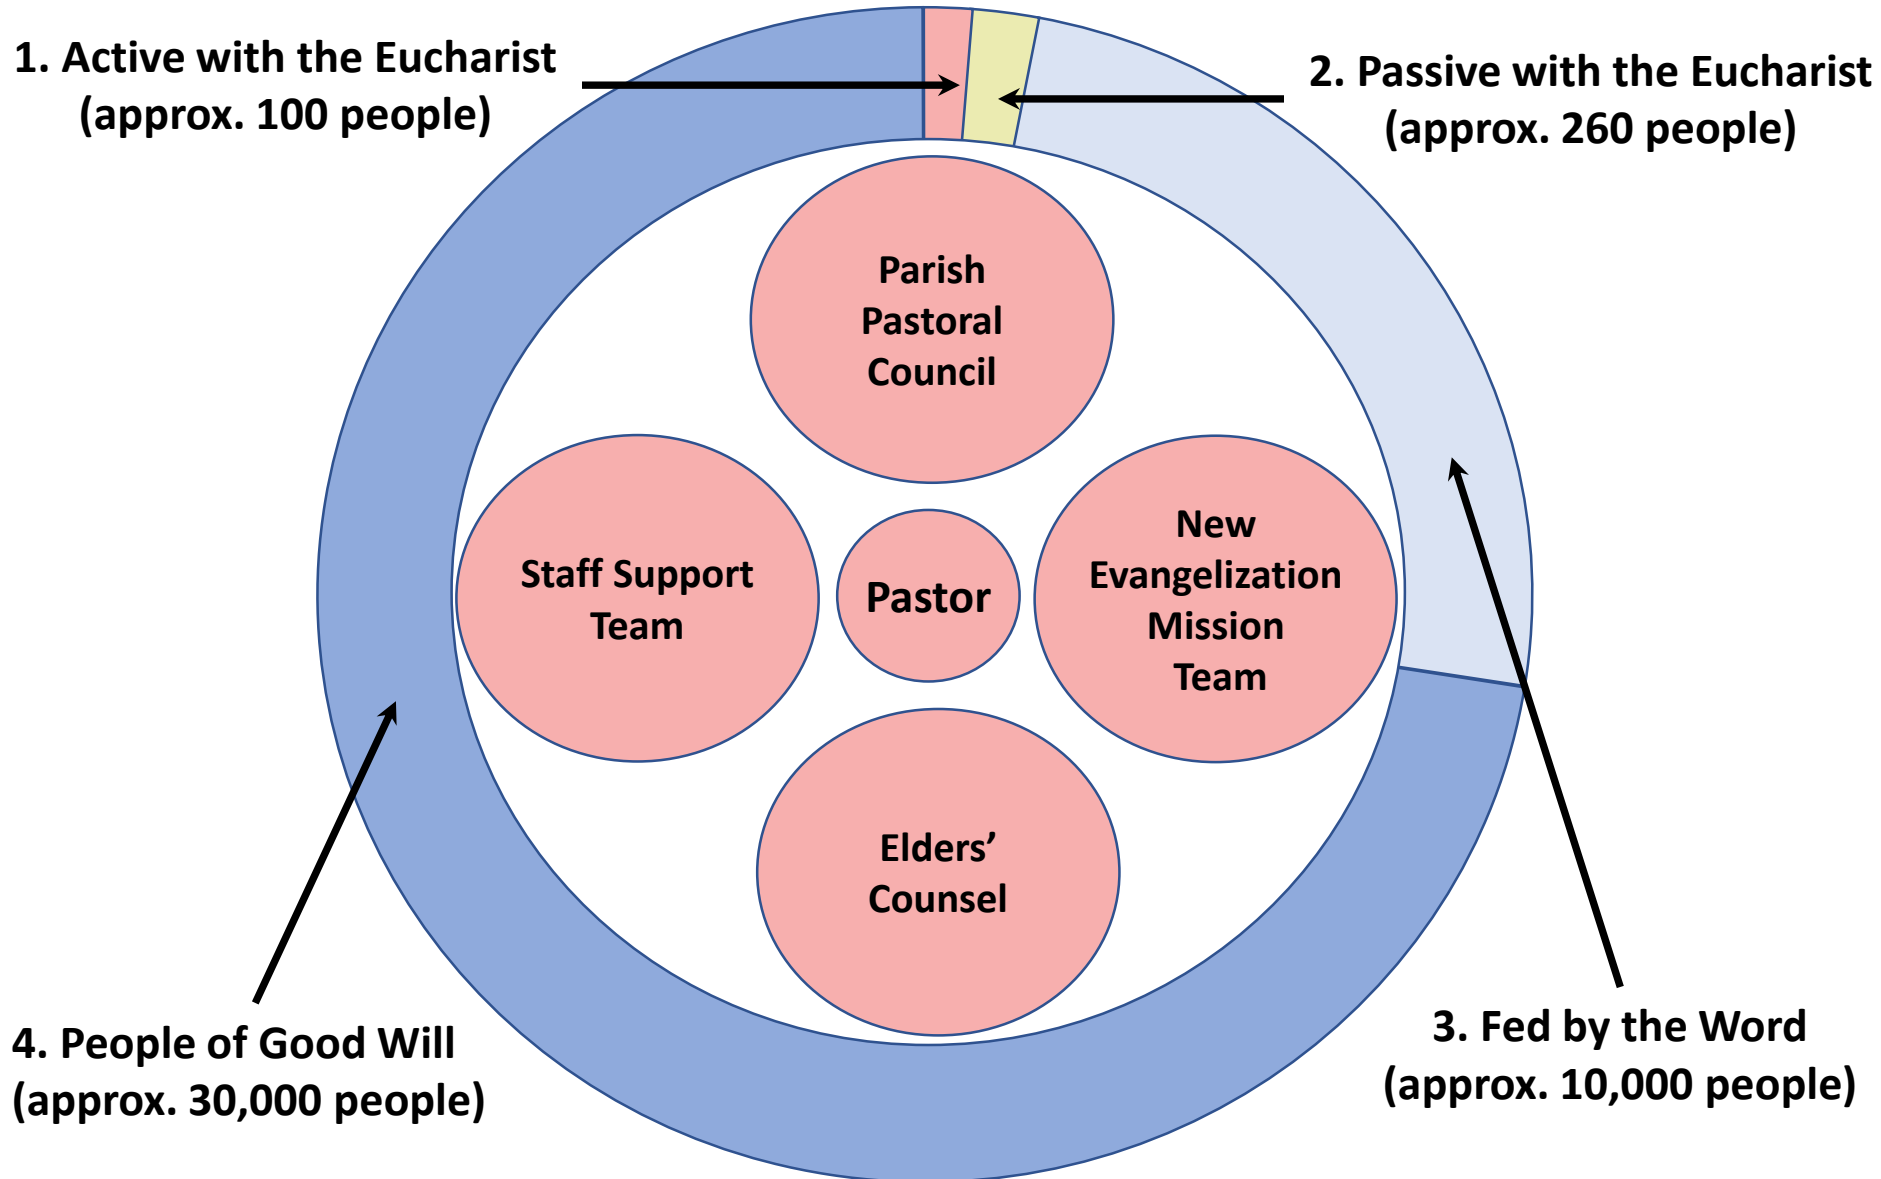 1. Active with the Eucharist
(approx. 100 people)
2. Passive with the Eucharist
(approx. 260 people)
Parish
Pastoral
Council
Staff Support
Team
Pastor
New
Evangelization
Mission
Team
Elders’
Counsel
4. People of Good Will
(approx. 30,000 people)
3. Fed by the Word
(approx. 10,000 people)